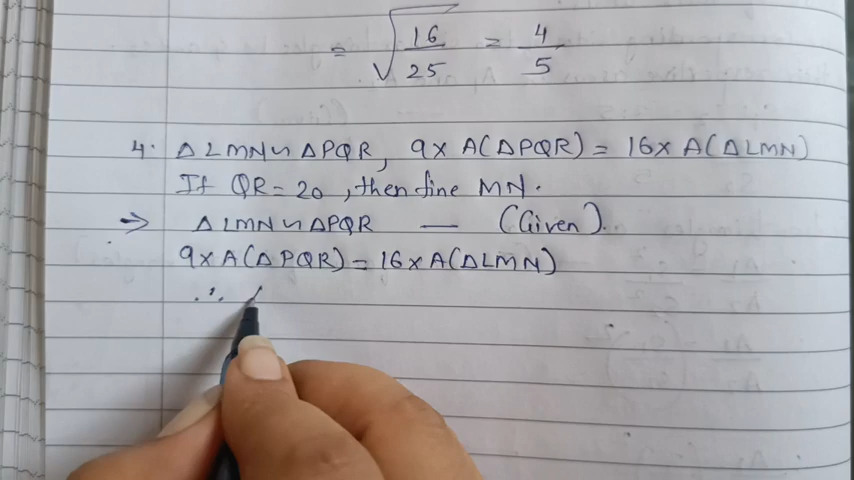 = √16/25 = 4/5
4. ΔLMN ∽ ΔPQR, 9× A(ΔPQR) = 16× A(ΔLMN)
If QR = 20, then fine MN.
→ ΔLMN ∽ ΔPQR — (Given).
9×A(ΔPQR) = 16×A(ΔLMN)
∴